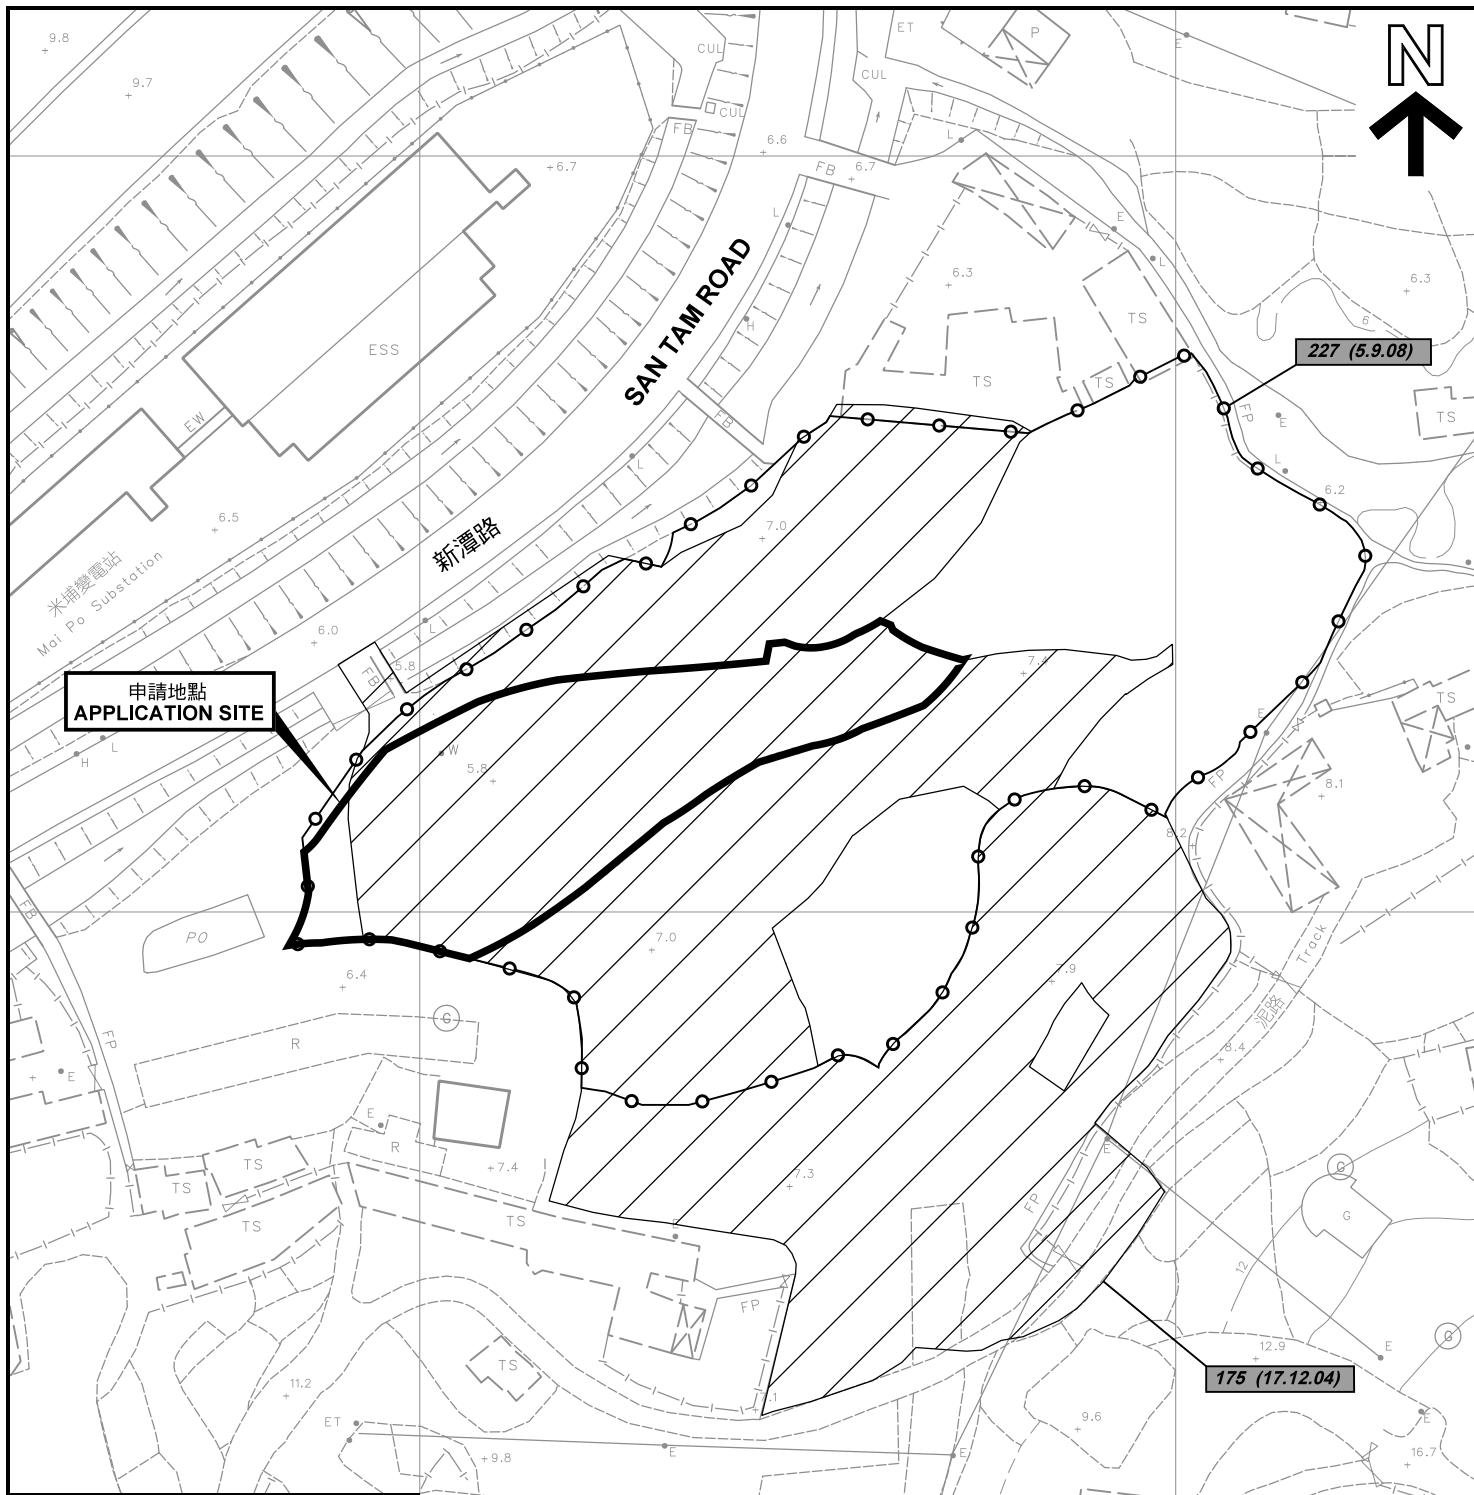 9.8
9.7
CUL
CUL
CUL
ET
P
E
N
FB
6.6
FB
6.7
L
+6.7
L
E
L
6.3
6.3
ESS
SAN TAM ROAD
H
TS
6
227 (5.9.08)
TS
TS
TS
EW
FB
FP
E
L
L
6.2
6.5
新潭路
7.0
米埔變電站
Mai Po Substation
6.0
L
5.8
FB
7.4
申請地點
APPLICATION SITE
TS
L
H
W
5.8
E
FP
8.1
8.2
FB
PO
7.0
6.4
7.9
Track
泥路
G
R
FP
8.4
E
E
R
E
TS
TS
+7.4
7.3
G
TS
TS
E
FP
G
12
FP
G
12.9
E
TS
175 (17.12.04)
11.2
7.1
ET
9.6
E
E
E
+9.8
16.7